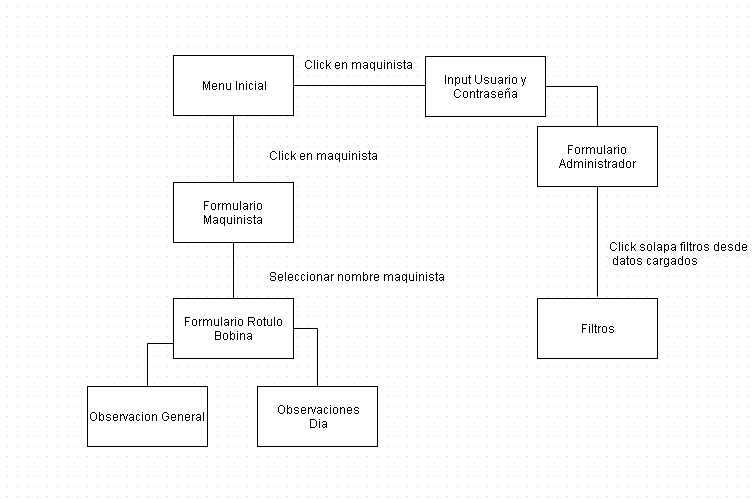 Click en maquinista
Menu Inicial
Input Usuario y
Contraseña
Click en maquinista
Formulario
Administrador
Formulario
Maquinista
Click solapa filtros desde
datos cargados
Seleccionar nombre maquinista
Formulario Rotulo
Bobina
Filtros
Observacion General
Observaciones
Dia